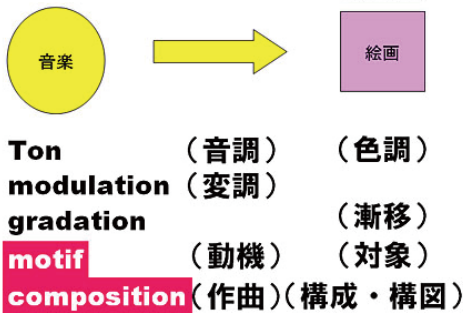 音楽
絵画
Ton （音調） （色調）
modulation （変調）
gradation （漸移）
motif （動機） （対象）
composition （作曲）（構成・構図）